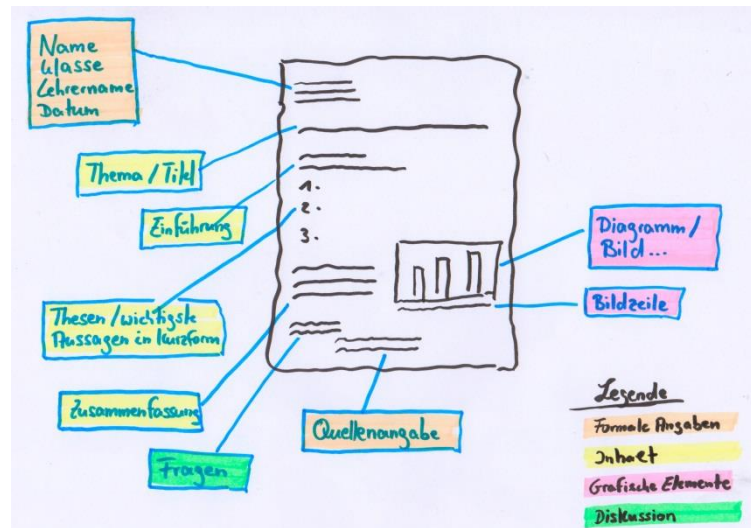 Name
Klasse
Lehrername
Datum
Thema / Titel
Einführung
1.
2.
3.
Thesen / wichtigste
Aussagen in Kurzform
Zusammenfassung
Fragen
Quellenangabe
Diagramm /
Bild...
Bildzeile
Legende
Formale Angaben
Inhalt
Grafische Elemente
Diskussion